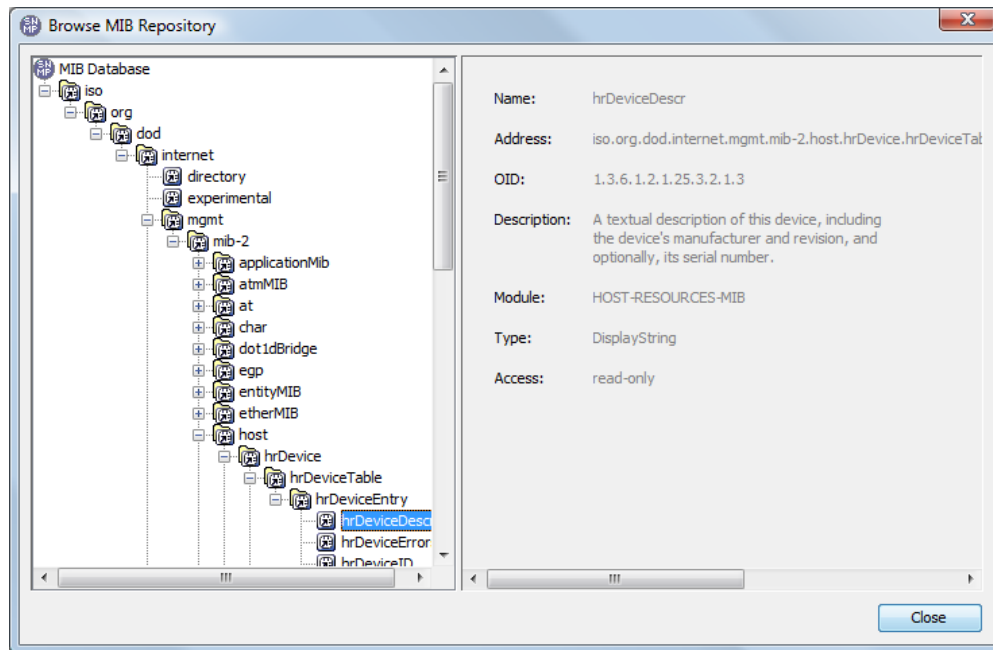 Browse MIB Repository
MIB Database
iso
org
dod
internet
directory
experimental
mgmt
mib-2
applicationMib
atmMIB
at
char
dot1dBridge
egp
entityMIB
etherMIB
host
hrDevice
hrDeviceTable
hrDeviceEntry
hrDeviceDesc
hrDeviceError
hrDeviceID
Name: hrDeviceDescr
Address: iso.org.dod.internet.mgmt.mib-2.host.hrDevice.hrDeviceTab
OID: 1.3.6.1.2.1.25.3.2.1.3
Description: A textual description of this device, including
the device's manufacturer and revision, and
optionally, its serial number.
Module: HOST-RESOURCES-MIB
Type: DisplayString
Access: read-only
Close